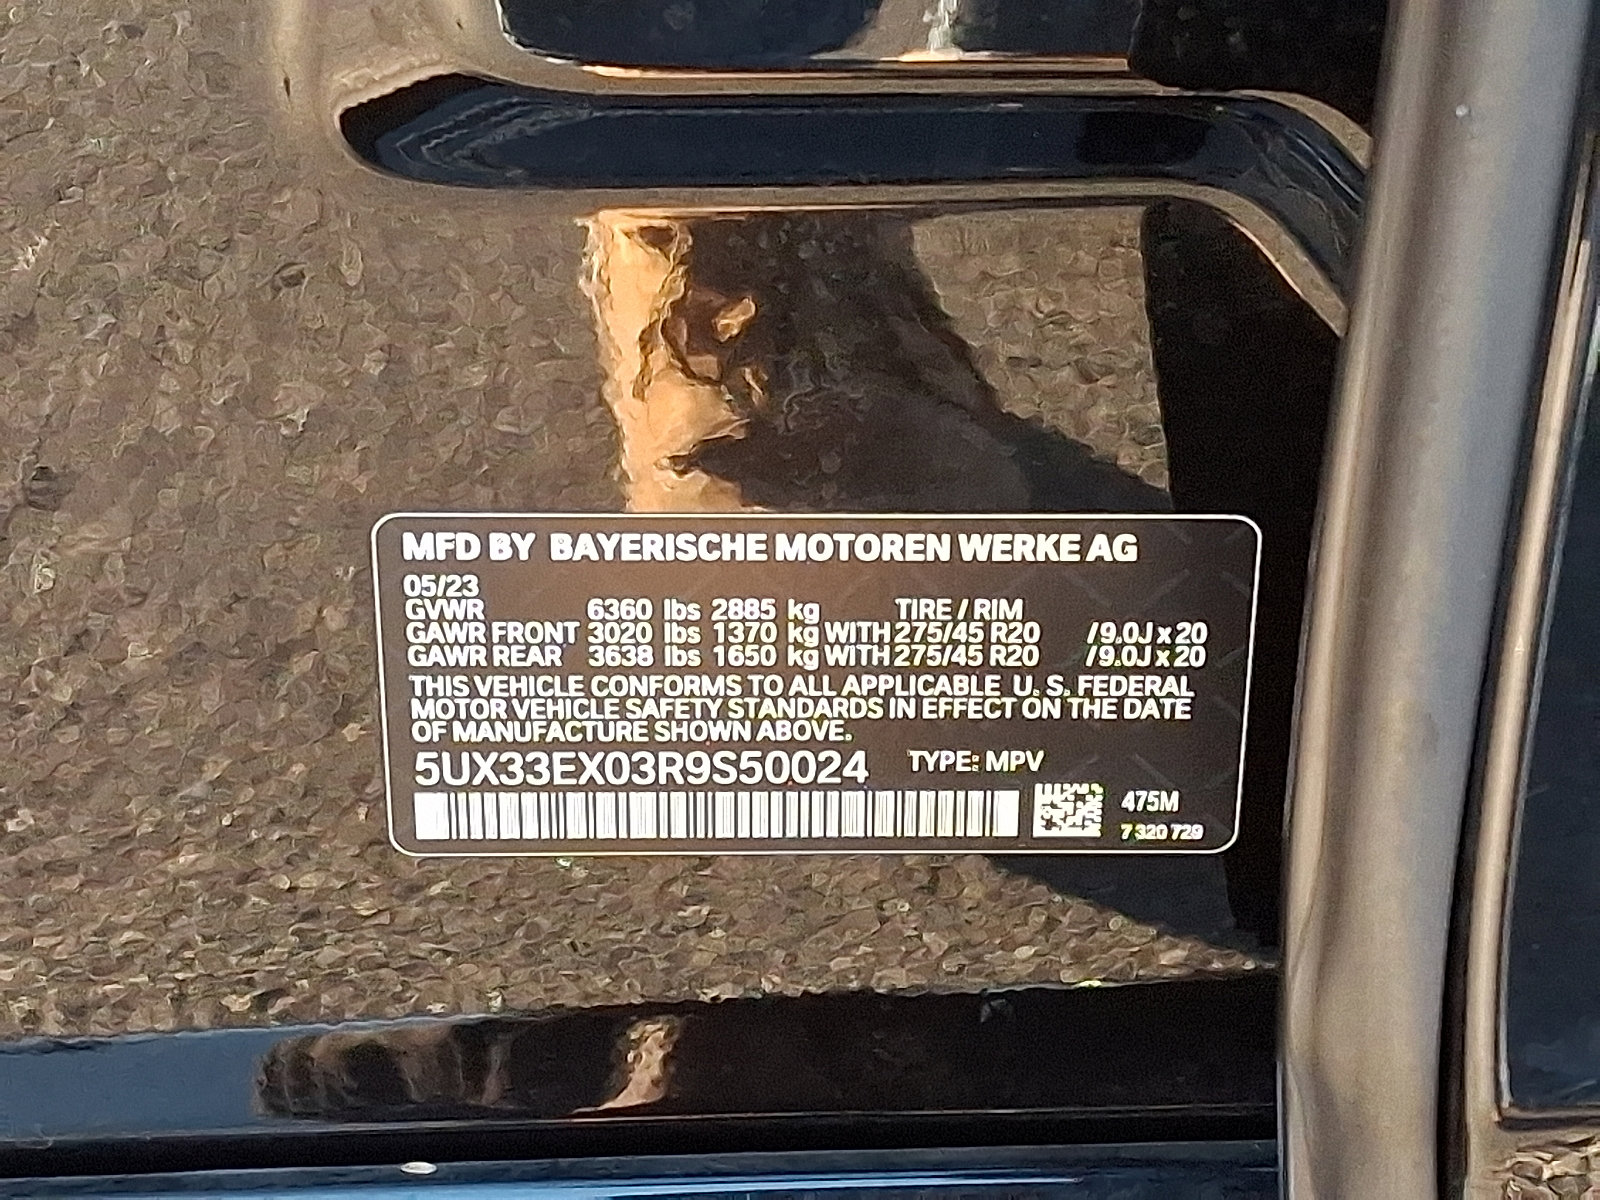 MFD BY BAYERISCHE MOTOREN WERKE AG
05/23
GVWR 6360 lbs 2885 kg TIRE / RIM
GAWR FRONT 3020 lbs 1370 kg WITH 275/45 R20 /9.0J x 20
GAWR REAR 3638 lbs 1650 kg WITH 275/45 R20 /9.0J x 20
THIS VEHICLE CONFORMS TO ALL APPLICABLE U. S. FEDERAL
MOTOR VEHICLE SAFETY STANDARDS IN EFFECT ON THE DATE
OF MANUFACTURE SHOWN ABOVE.
5UX33EX03R9S50024 TYPE: MPV
475M
7 320 729